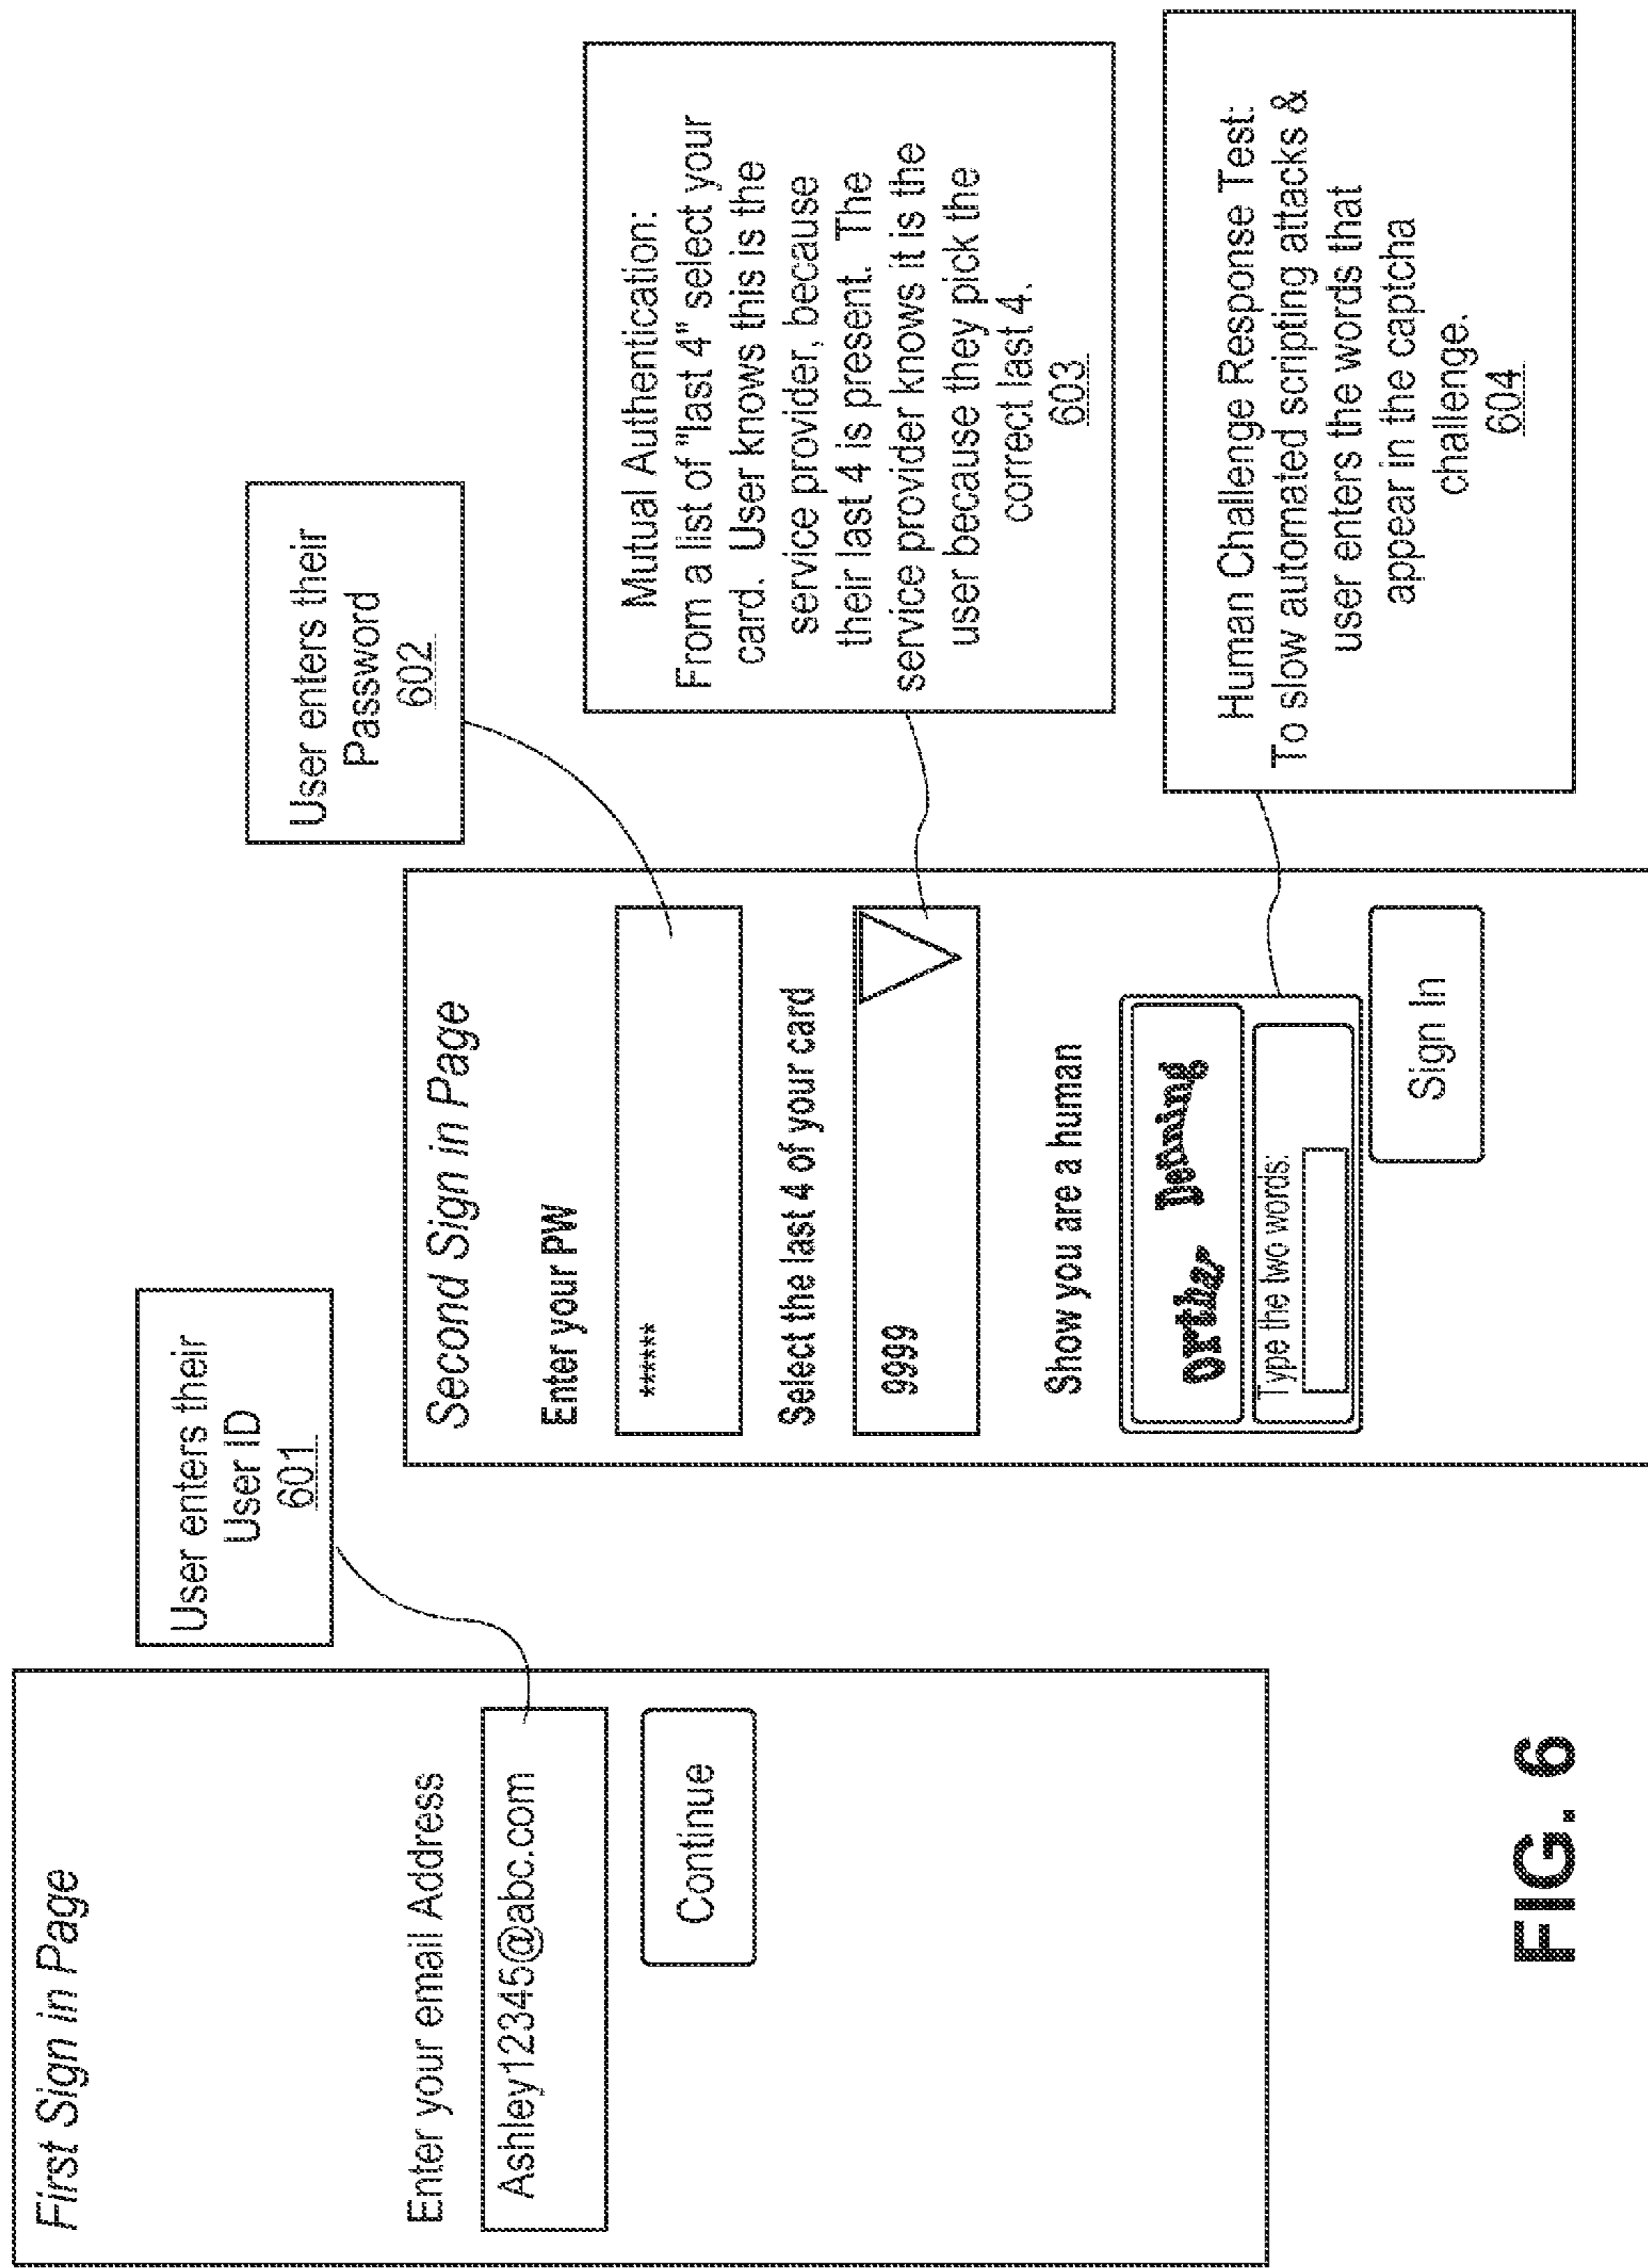 First Sign in Page
Enter your email Address
Ashley12345@abc.com
Continue
User enters their
User ID
601
Second Sign in Page
Enter your PW
******
Select the last 4 of your card
9999
Show you are a human
orthar Denning
Type the two words:
Sign In
User enters their
Password
602
Mutual Authentication:
From a list of "last 4" select your
card. User knows this is the
service provider, because
their last 4 is present. The
service provider knows it is the
user because they pick the
correct last 4.
603
Human Challenge Response Test:
To slow automated scripting attacks &
user enters the words that
appear in the captcha
challenge.
604
FIG. 6